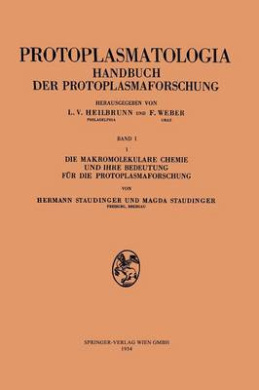 PROTOPLASMATOLOGIA
HANDBUCH
DER PROTOPLASMAFORSCHUNG
HERAUSGEGEBEN VON
L. V. HEILBRUNN UND F. WEBER
PHILADELPHIA GRAZ
BAND I
1
DIE MAKROMOLEKULARE CHEMIE
UND IHRE BEDEUTUNG
FÜR DIE PROTOPLASMAFORSCHUNG
VON
HERMANN STAUDINGER UND MAGDA STAUDINGER
FREIBURG, BREISGAU
SPRINGER-VERLAG WIEN GMBH
1954